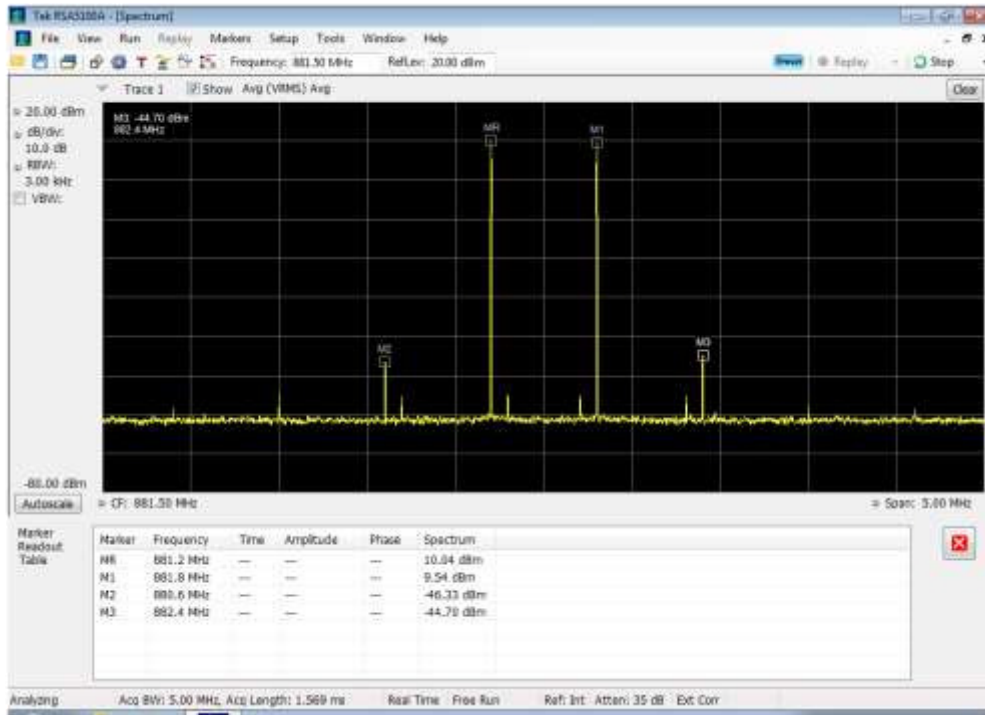 Tek RSA5100A - [Spectrum]
File View Run Replay Markers Setup Tools Window Help
Frequency: 881.50 MHz RefLev: 20.00 dBm Preset Replay Stop
Trace 1 Show Avg (VRMS) Avg Clear
20.00 dBm
dB/div:
10.0 dB
RBW:
3.00 kHz
VBW:
M3: -44.70 dBm
882.4 MHz
MR
M1
M2
M3
-80.00 dBm
Autoscale CF: 881.50 MHz Span: 5.00 MHz
Marker
Readout
Table
Marker Frequency Time Amplitude Phase Spectrum
MR 881.2 MHz --- --- --- 10.04 dBm
M1 881.8 MHz --- --- --- 9.54 dBm
M2 880.6 MHz --- --- --- -46.33 dBm
M3 882.4 MHz --- --- --- -44.70 dBm
Analyzing Acq BW: 5.00 MHz, Acq Length: 1.569 ms Real Time Free Run Ref: Int Atten: 35 dB Ext Corr